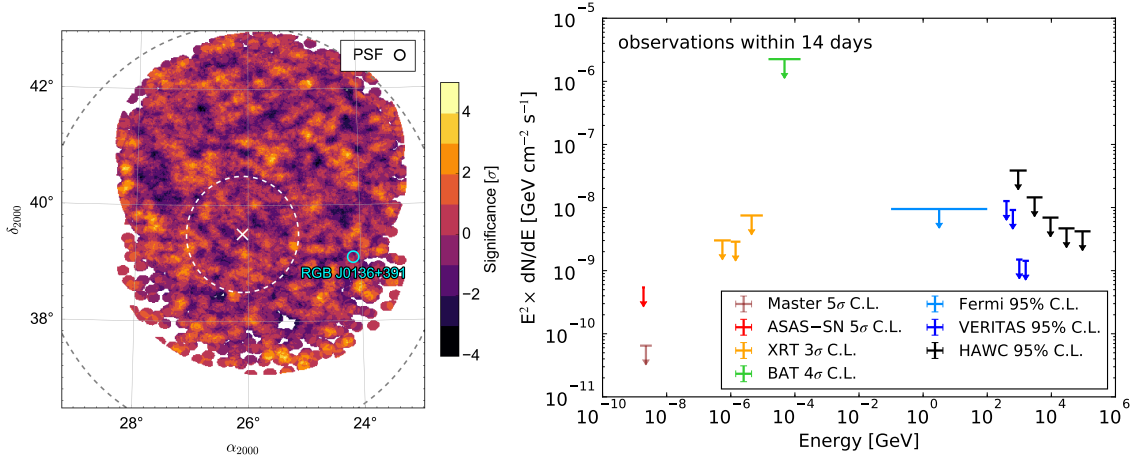 PSF
42°
40°
38°
28°
26°
24°
δ2000
α2000
RGB J0136+391
4
2
0
−2
−4
Significance [σ]
observations within 14 days
10^−5
10^−6
10^−7
10^−8
10^−9
10^−10
10^−11
E^2 × dN/dE [GeV cm^−2 s^−1]
Master 5σ C.L.
ASAS−SN 5σ C.L.
XRT 3σ C.L.
BAT 4σ C.L.
Fermi 95% C.L.
VERITAS 95% C.L.
HAWC 95% C.L.
10^−10 10^−8 10^−6 10^−4 10^−2 10^0 10^2 10^4 10^6
Energy [GeV]